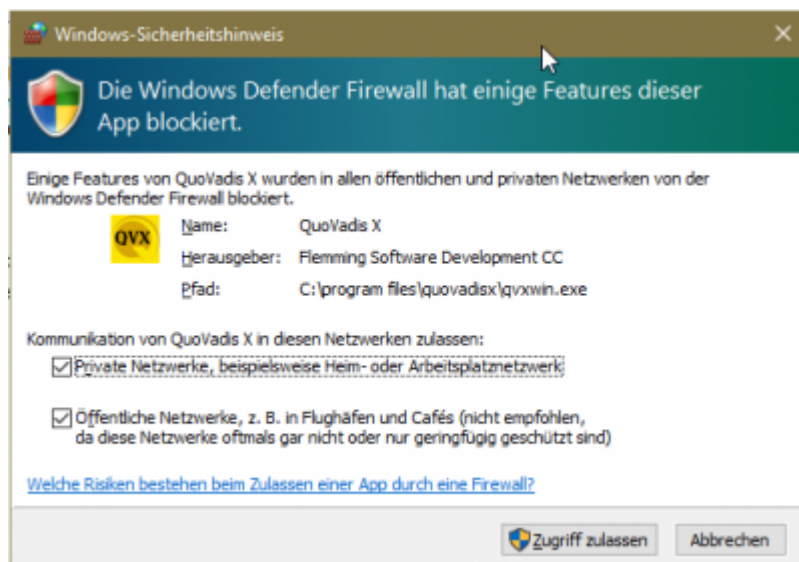 Windows-Sicherheitshinweis
Die Windows Defender Firewall hat einige Features dieser
App blockiert.
Einige Features von QuoVadis X wurden in allen öffentlichen und privaten Netzwerken von der
Windows Defender Firewall blockiert.
QVX
Name: QuoVadis X
Herausgeber: Flemming Software Development CC
Pfad: C:\program files\quovadisx\qvxwin.exe
Kommunikation von QuoVadis X in diesen Netzwerken zulassen:
Private Netzwerke, beispielsweise Heim- oder Arbeitsplatznetzwerk
Öffentliche Netzwerke, z. B. in Flughäfen und Cafés (nicht empfohlen,
da diese Netzwerke oftmals gar nicht oder nur geringfügig geschützt sind)
Welche Risiken bestehen beim Zulassen einer App durch eine Firewall?
Zugriff zulassen Abbrechen